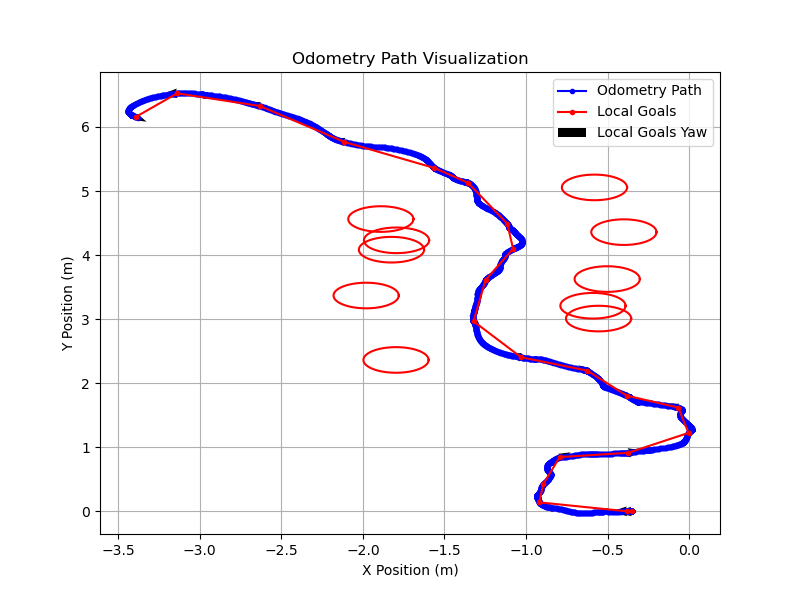 Odometry Path Visualization
Odometry Path
Local Goals
Local Goals Yaw
Y Position (m)
6
5
4
3
2
1
0
−3.5 −3.0 −2.5 −2.0 −1.5 −1.0 −0.5 0.0
X Position (m)